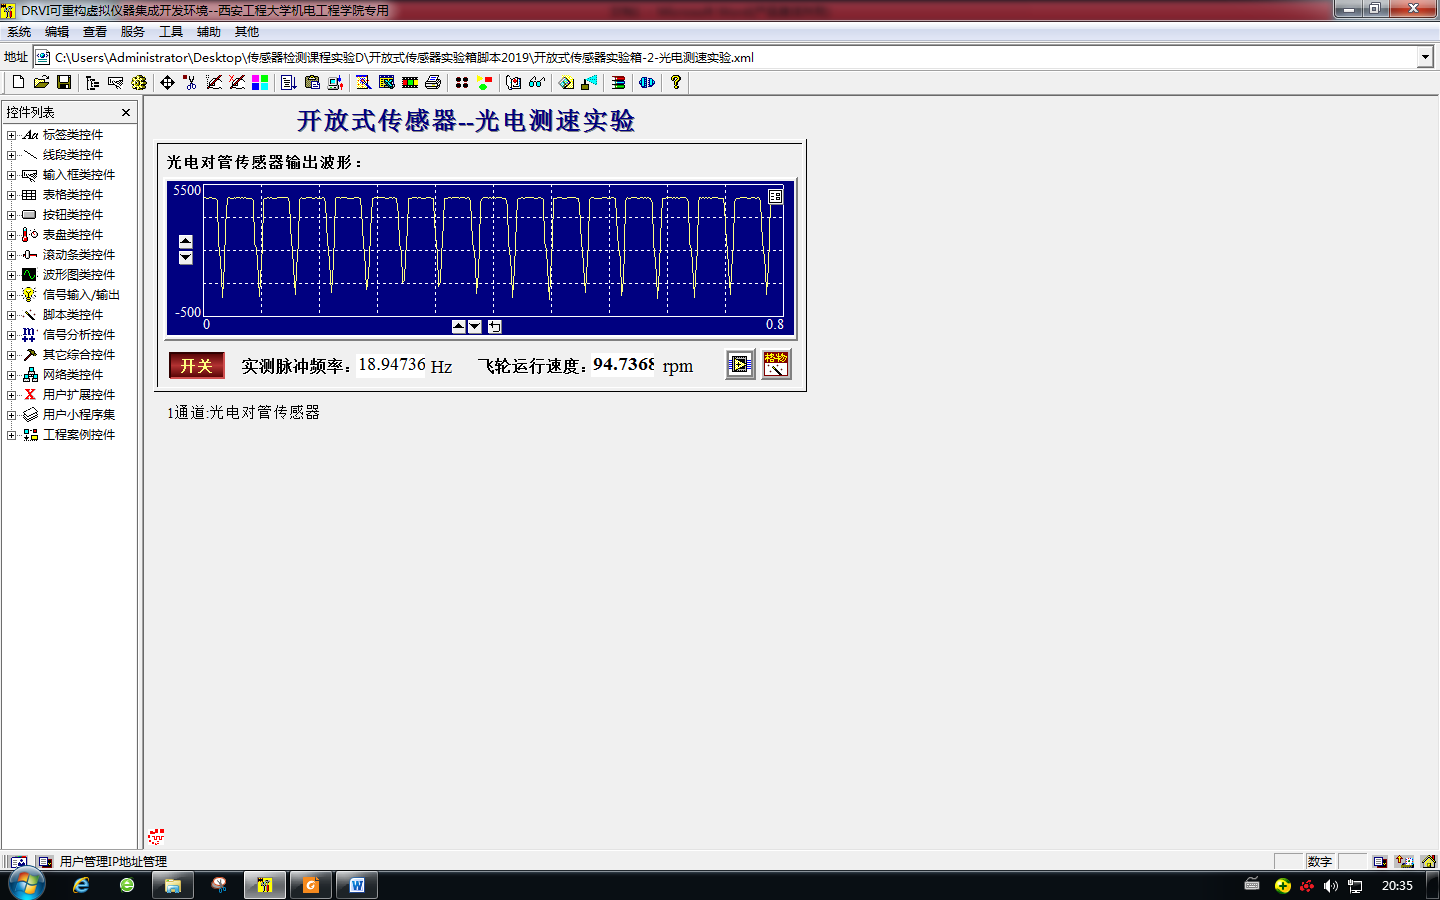 DRVI可重构虚拟仪器集成开发环境--西安工程大学机电工程学院专用
系统 编辑 查看 服务 工具 辅助 其他
地址 C:\Users\Administrator\Desktop\传感器检测课程实验D\开放式传感器实验箱脚本2019\开放式传感器实验箱-2-光电测速实验.xml
控件列表
标签类控件
线段类控件
输入框类控件
表格类控件
按钮类控件
表盘类控件
滚动条类控件
波形图类控件
信号输入/输出
脚本类控件
信号分析控件
其它综合控件
网络类控件
用户扩展控件
用户小程序集
工程案例控件
开放式传感器--光电测速实验
光电对管传感器输出波形：
5500
-500
0 0.8
开关 实测脉冲频率：18.94736 Hz 飞轮运行速度：94.7368 rpm 格物
1通道:光电对管传感器
用户管理IP地址管理 数字
20:35